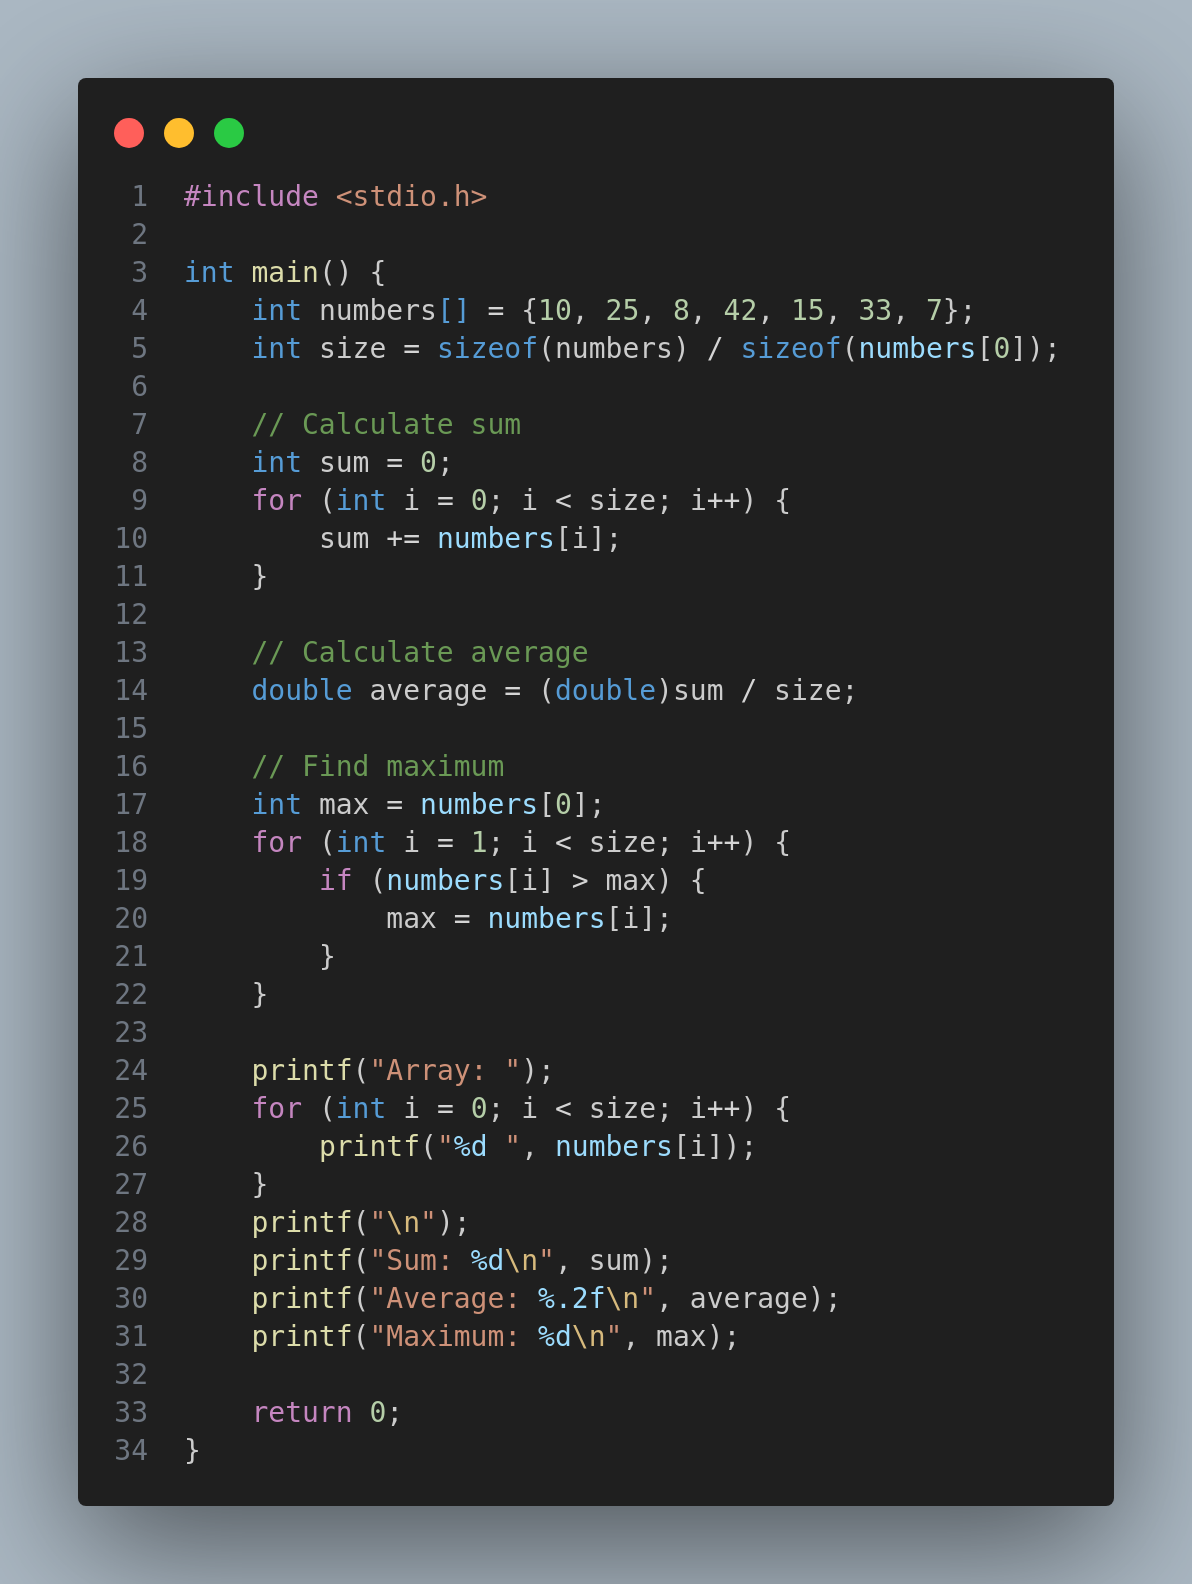 1 #include <stdio.h>
2
3 int main() {
4     int numbers[] = {10, 25, 8, 42, 15, 33, 7};
5     int size = sizeof(numbers) / sizeof(numbers[0]);
6
7     // Calculate sum
8     int sum = 0;
9     for (int i = 0; i < size; i++) {
10         sum += numbers[i];
11     }
12
13     // Calculate average
14     double average = (double)sum / size;
15
16     // Find maximum
17     int max = numbers[0];
18     for (int i = 1; i < size; i++) {
19         if (numbers[i] > max) {
20             max = numbers[i];
21         }
22     }
23
24     printf("Array: ");
25     for (int i = 0; i < size; i++) {
26         printf("%d ", numbers[i]);
27     }
28     printf("\n");
29     printf("Sum: %d\n", sum);
30     printf("Average: %.2f\n", average);
31     printf("Maximum: %d\n", max);
32
33     return 0;
34 }